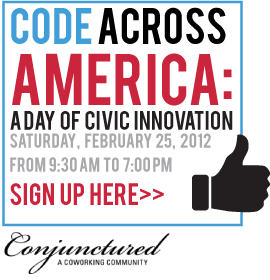 CODE ACROSS
AMERICA:
A DAY OF CIVIC INNOVATION
SATURDAY, FEBRUARY 25, 2012
FROM 9:30 AM TO 7:00 PM
SIGN UP HERE>>
Conjunctured
A COWORKING COMMUNITY